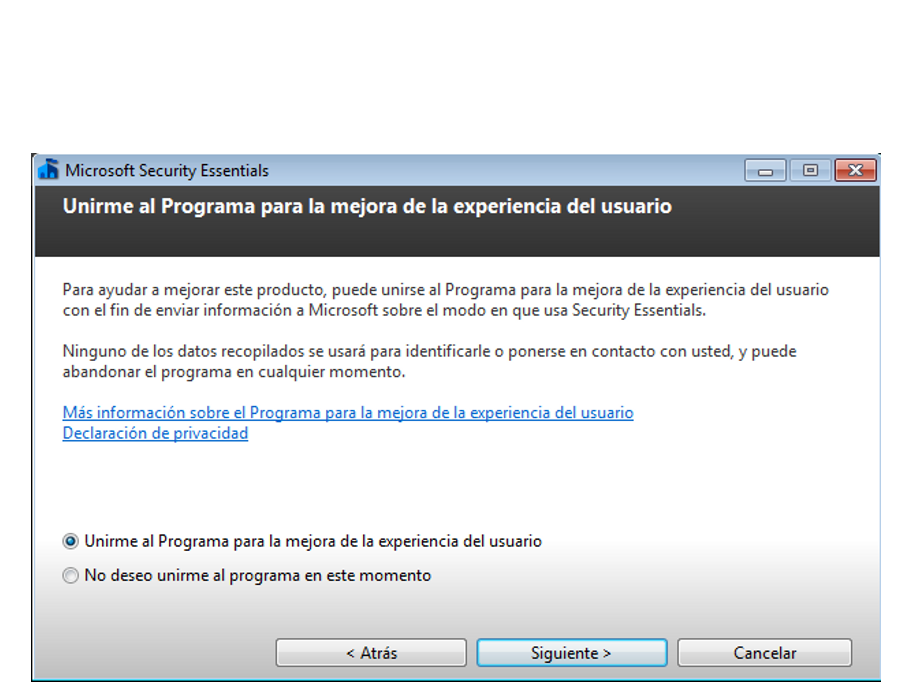 Microsoft Security Essentials
Unirme al Programa para la mejora de la experiencia del usuario
Para ayudar a mejorar este producto, puede unirse al Programa para la mejora de la experiencia del usuario
con el fin de enviar información a Microsoft sobre el modo en que usa Security Essentials.
Ninguno de los datos recopilados se usará para identificarle o ponerse en contacto con usted, y puede
abandonar el programa en cualquier momento.
Más información sobre el Programa para la mejora de la experiencia del usuario
Declaración de privacidad
Unirme al Programa para la mejora de la experiencia del usuario
No deseo unirme al programa en este momento
< Atrás
Siguiente >
Cancelar